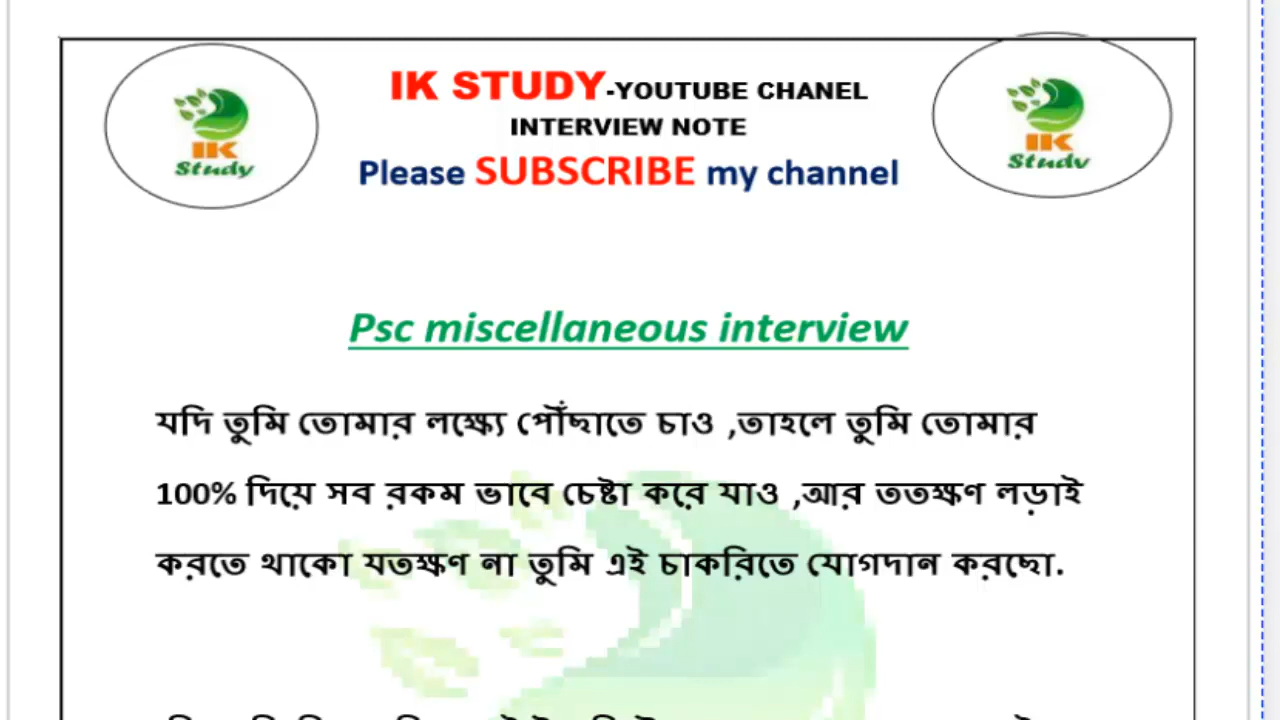 IK STUDY-YOUTUBE CHANEL
INTERVIEW NOTE
Please SUBSCRIBE my channel
IK
Study
IK
Study
Psc miscellaneous interview
যদি তুমি তোমার লক্ষ্যে পৌঁছাতে চাও ,তাহলে তুমি তোমার
100% দিয়ে সব রকম ভাবে চেষ্টা করে যাও ,আর ততক্ষণ লড়াই
করতে থাকো যতক্ষণ না তুমি এই চাকরিতে যোগদান করছো.